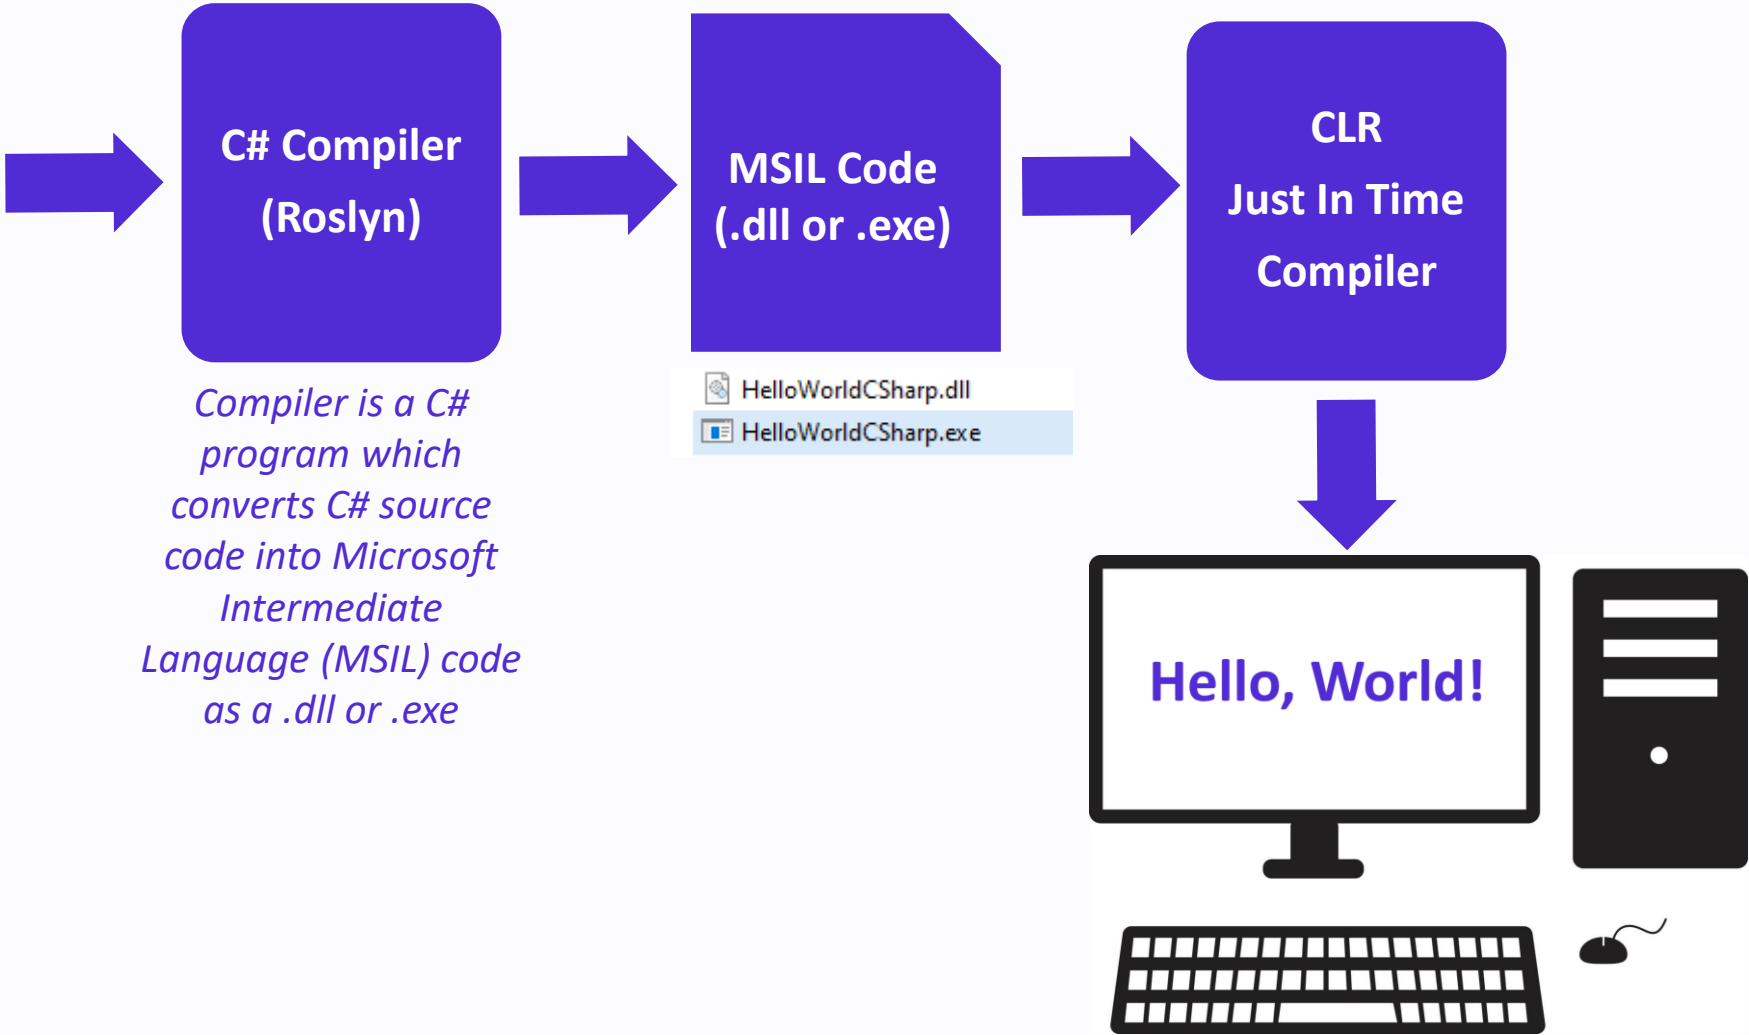 C# Compiler
(Roslyn)
MSIL Code
(.dll or .exe)
CLR
Just In Time
Compiler
Compiler is a C#
program which
converts C# source
code into Microsoft
Intermediate
Language (MSIL) code
as a .dll or .exe
HelloWorldCSharp.dll
HelloWorldCSharp.exe
Hello, World!